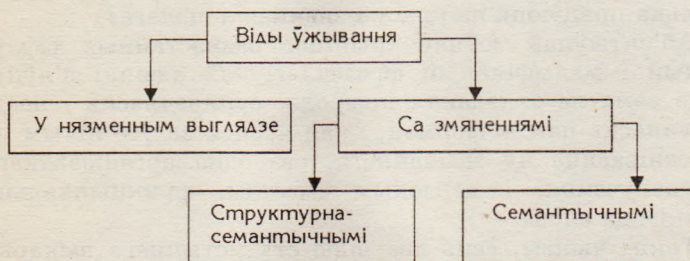 Віды ўжывання
У нязменным выглядзе
Са змяненнямі
Структурна-
семантычнымі
Семантычнымі